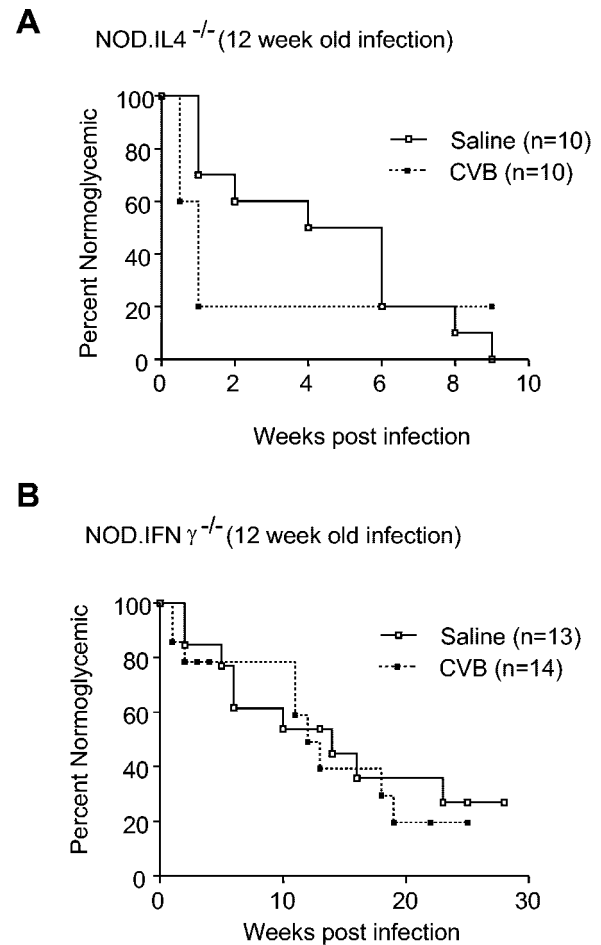 A
NOD.IL4 -/- (12 week old infection)
Percent Normoglycemic
100
80
60
40
20
0
Saline (n=10)
CVB (n=10)
0 2 4 6 8 10
Weeks post infection
B
NOD.IFN γ -/- (12 week old infection)
Percent Normoglycemic
100
80
60
40
20
0
Saline (n=13)
CVB (n=14)
0 10 20 30
Weeks post infection